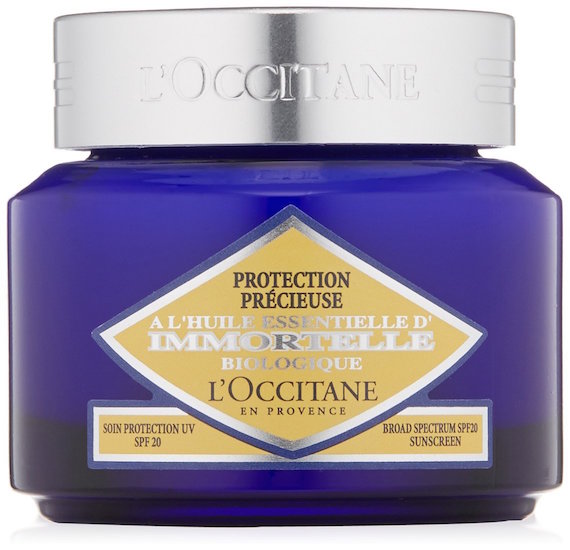 L'OCCITANE
PROTECTION
PRÉCIEUSE
A L'HUILE ESSENTIELLE D'
IMMORTELLE
BIOLOGIQUE
L'OCCITANE
EN PROVENCE
SOIN PROTECTION UV
SPF 20
BROAD SPECTRUM SPF20
SUNSCREEN